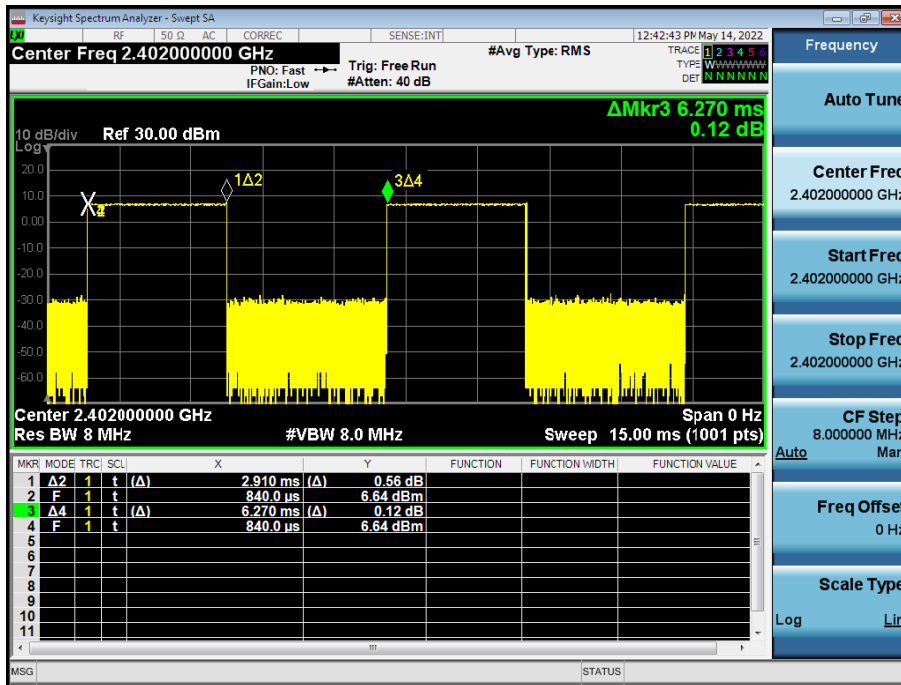 Keysight Spectrum Analyzer - Swept SA
LXI RF 50 Ω AC CORREC SENSE:INT 12:42:43 PM May 14, 2022
Center Freq 2.402000000 GHz
PNO: Fast
IFGain:Low
Trig: Free Run
#Atten: 40 dB
#Avg Type: RMS
TRACE 1 2 3 4 5 6
TYPE W
DET N N N N N N
ΔMkr3 6.270 ms
0.12 dB
10 dB/div Ref 30.00 dBm
Log
20.0
10.0
0.00
-10.0
-20.0
-30.0
-40.0
-50.0
-60.0
1Δ2
3Δ4
Center 2.402000000 GHz Span 0 Hz
Res BW 8 MHz #VBW 8.0 MHz Sweep 15.00 ms (1001 pts)
MKR MODE TRC SCL X Y FUNCTION FUNCTION WIDTH FUNCTION VALUE
1 Δ2 1 t (Δ) 2.910 ms (Δ) 0.56 dB
2 F 1 t 840.0 µs 6.64 dBm
3 Δ4 1 t (Δ) 6.270 ms (Δ) 0.12 dB
4 F 1 t 840.0 µs 6.64 dBm
5
6
7
8
9
10
11
MSG STATUS
Frequency
Auto Tune
Center Freq
2.402000000 GHz
Start Freq
2.402000000 GHz
Stop Freq
2.402000000 GHz
CF Step
8.000000 MHz
Auto Man
Freq Offset
0 Hz
Scale Type
Log Lin